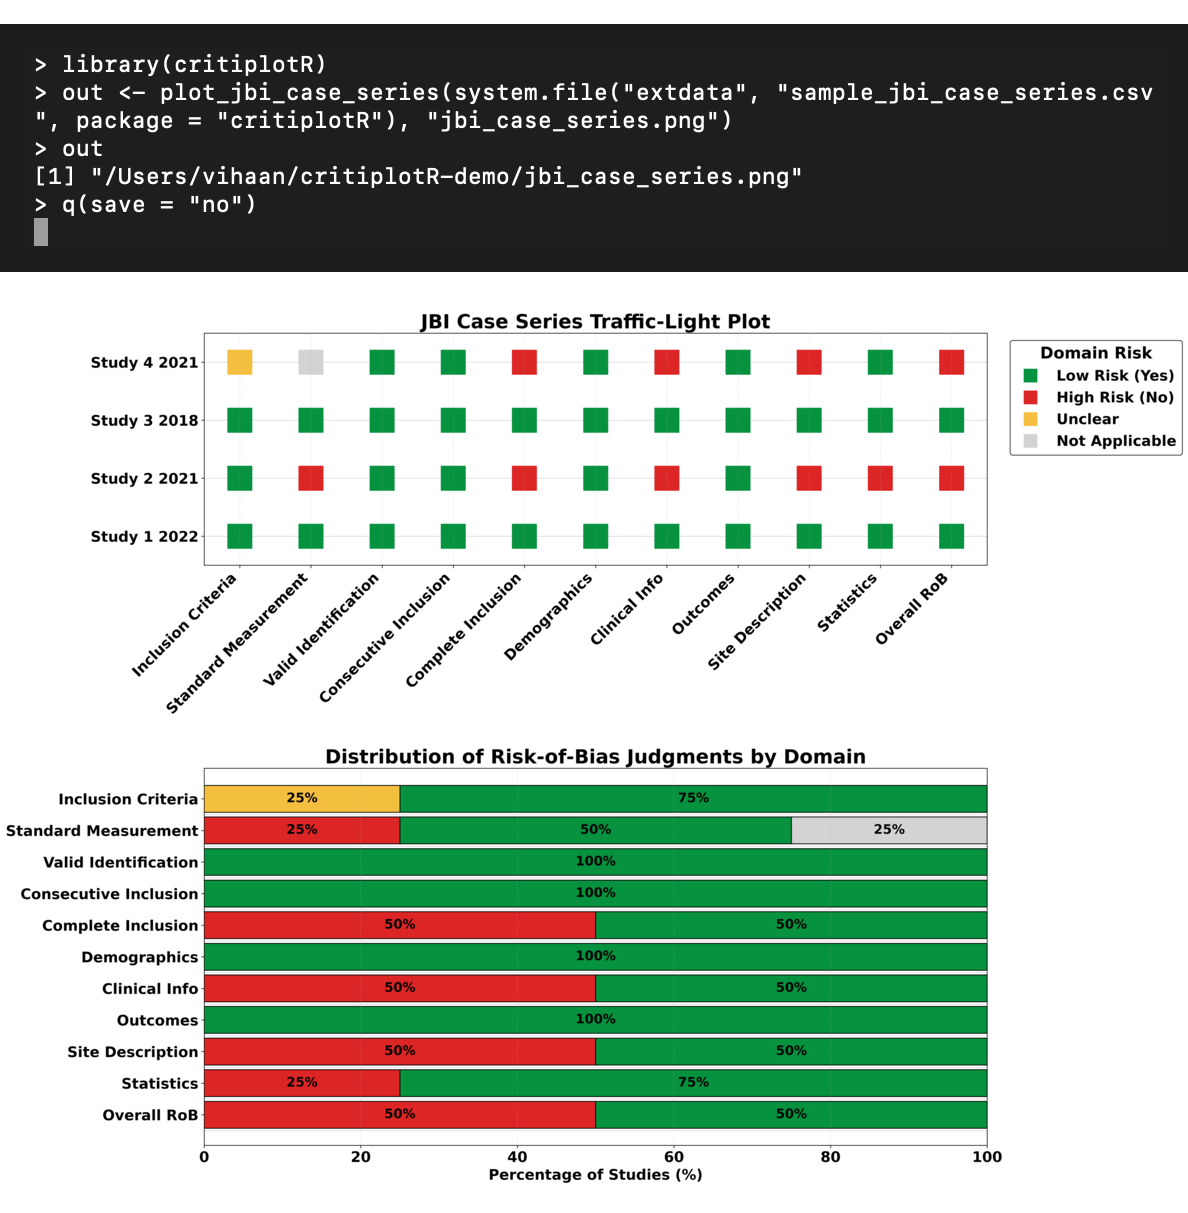 > library(critiplotR)
> out <- plot_jbi_case_series(system.file("extdata", "sample_jbi_case_series.csv
", package = "critiplotR"), "jbi_case_series.png")
> out
[1] "/Users/vihaan/critiplotR-demo/jbi_case_series.png"
> q(save = "no")
JBI Case Series Traffic-Light Plot
Study 4 2021
Study 3 2018
Study 2 2021
Study 1 2022
Inclusion Criteria
Standard Measurement
Valid Identification
Consecutive Inclusion
Complete Inclusion
Demographics
Clinical Info
Outcomes
Site Description
Statistics
Overall RoB
Domain Risk
Low Risk (Yes)
High Risk (No)
Unclear
Not Applicable
Distribution of Risk-of-Bias Judgments by Domain
Inclusion Criteria 25% 75%
Standard Measurement 25% 50% 25%
Valid Identification 100%
Consecutive Inclusion 100%
Complete Inclusion 50% 50%
Demographics 100%
Clinical Info 50% 50%
Outcomes 100%
Site Description 50% 50%
Statistics 25% 75%
Overall RoB 50% 50%
0 20 40 60 80 100
Percentage of Studies (%)